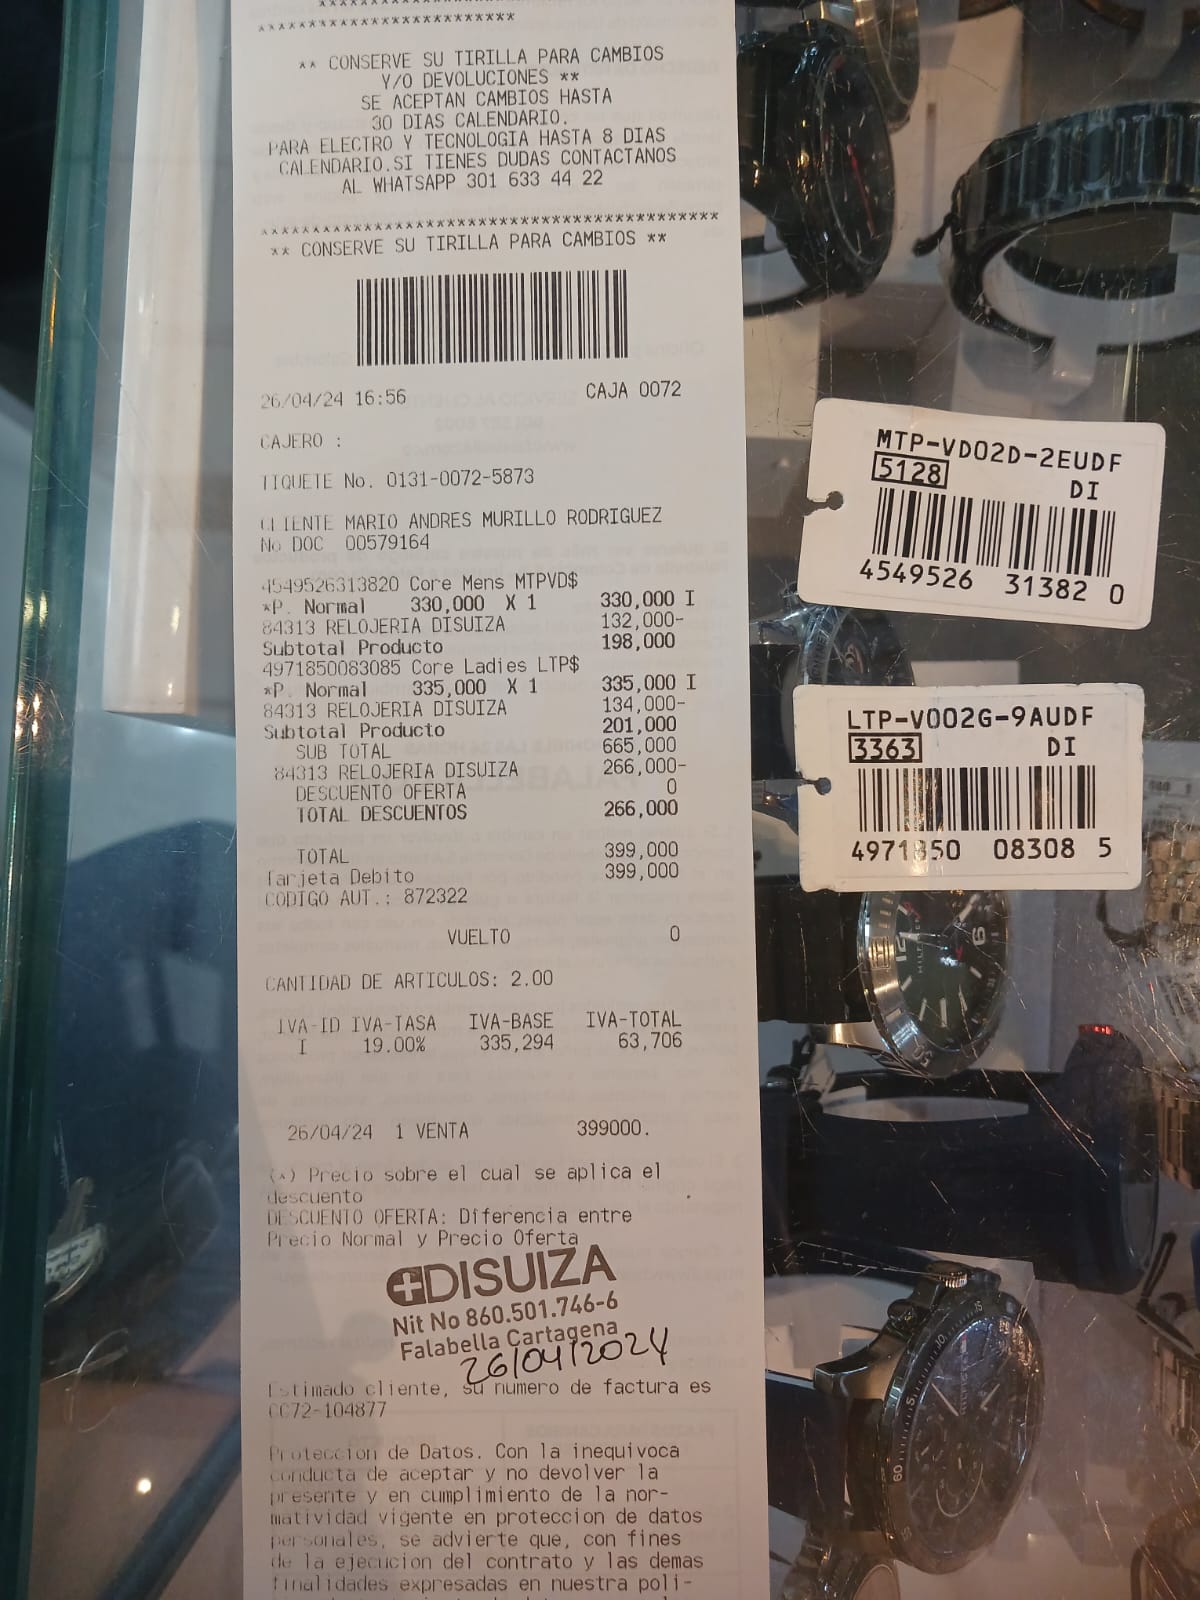 ****************************
** CONSERVE SU TIRILLA PARA CAMBIOS
Y/O DEVOLUCIONES **
SE ACEPTAN CAMBIOS HASTA
30 DIAS CALENDARIO.
PARA ELECTRO Y TECNOLOGIA HASTA 8 DIAS
CALENDARIO.SI TIENES DUDAS CONTACTANOS
AL WHATSAPP 301 633 44 22
********************************************
** CONSERVE SU TIRILLA PARA CAMBIOS **
26/04/24 16:56 CAJA 0072
CAJERO :
TIQUETE No. 0131-0072-5873
CLIENTE MARIO ANDRES MURILLO RODRIGUEZ
No DOC 00579164
4549526313820 Core Mens MTPVD$
*P. Normal 330,000 X 1 330,000 I
84313 RELOJERIA DISUIZA 132,000-
Subtotal Producto 198,000
4971850083085 Core Ladies LTP$
*P. Normal 335,000 X 1 335,000 I
84313 RELOJERIA DISUIZA 134,000-
Subtotal Producto 201,000
SUB TOTAL 665,000
84313 RELOJERIA DISUIZA 266,000-
DESCUENTO OFERTA 0
TOTAL DESCUENTOS 266,000
TOTAL 399,000
Tarjeta Debito 399,000
CODIGO AUT.: 872322
VUELTO 0
CANTIDAD DE ARTICULOS: 2.00
IVA-ID IVA-TASA IVA-BASE IVA-TOTAL
I 19.00% 335,294 63,706
26/04/24 1 VENTA 399000.
(*) Precio sobre el cual se aplica el
descuento
DESCUENTO OFERTA: Diferencia entre
Precio Normal y Precio Oferta
DISUIZA
Nit No 860.501.746-6
Falabella Cartagena
26/04/2024
Estimado cliente, su numero de factura es
CC72-104877
Proteccion de Datos. Con la inequivoca
conducta de aceptar y no devolver la
presente y en cumplimiento de la nor-
matividad vigente en proteccion de datos
personales, se advierte que, con fines
de la ejecucion del contrato y las demas
finalidades expresadas en nuestra poli-
MTP-VD02D-2EUDF
5128 DI
4549526 31382 0
LTP-V002G-9AUDF
3363 DI
4971850 08308 5